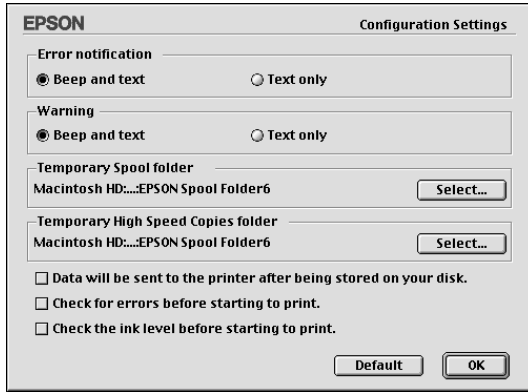 EPSON Configuration Settings
Error notification
Beep and text Text only
Warning
Beep and text Text only
Temporary Spool folder
Macintosh HD:...:EPSON Spool Folder6 Select...
Temporary High Speed Copies folder
Macintosh HD:...:EPSON Spool Folder6 Select...
Data will be sent to the printer after being stored on your disk.
Check for errors before starting to print.
Check the ink level before starting to print.
Default OK